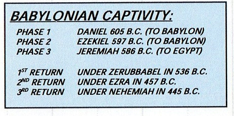 BABYLONIAN CAPTIVITY:
PHASE 1 DANIEL 605 B.C. (TO BABYLON)
PHASE 2 EZEKIEL 597 B.C. (TO BABYLON)
PHASE 3 JEREMIAH 586 B.C. (TO EGYPT)
1ST RETURN UNDER ZERUBBABEL IN 536 B.C.
2ND RETURN UNDER EZRA IN 457 B.C.
3RD RETURN UNDER NEHEMIAH IN 445 B.C.